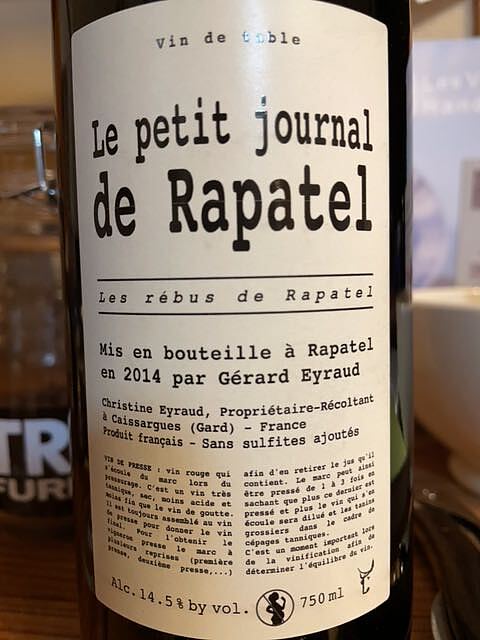 Vin de table
Le petit journal
de Rapatel
Les rébus de Rapatel
Mis en bouteille à Rapatel
en 2014 par Gérard Eyraud
Christine Eyraud, Propriétaire-Récoltant
à Caissargues (Gard) - France
Produit français - Sans sulfites ajoutés
VIN DE PRESSE : vin rouge qui
s'écoule du marc lors du
pressurage. C'est un vin très
tanique, sec, moins acide et
moins fin que le vin de goutte.
Il est toujours assemblé au vin
de presse pour donner le vin
final. Pour l'obtenir le
vigneron presse le marc à
plusieurs reprises (première
presse, deuxième presse,...)
afin d'en retirer le jus qu'il
contient. Le marc peut ainsi
être pressé de 1 à 3 fois en
sachant que plus ce dernier est
pressé et plus le vin qui s'en
écoule sera dilué et les tanins
grossiers dans le cadre de
cépages tanniques.
C'est un moment important lors
de la vinification afin de
déterminer l'équilibre du vin.
Alc.14.5% by vol.
750ml
TR
FURI